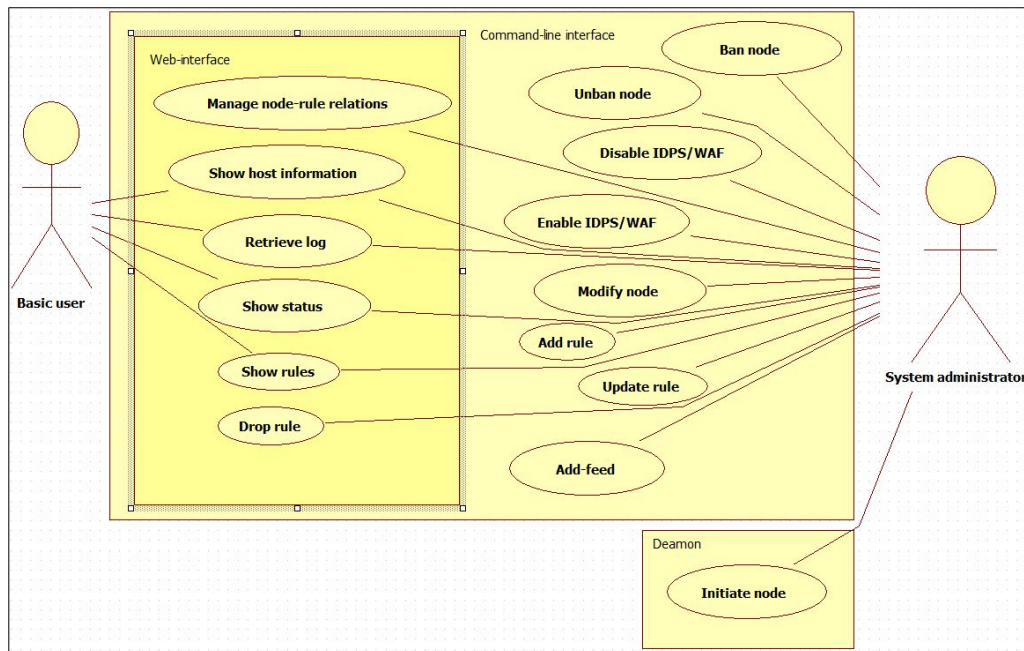 Command-line interface
Web-interface
Ban node
Manage node-rule relations
Unban node
Disable IDPS/WAF
Show host information
Enable IDPS/WAF
Retrieve log
Basic user
Modify node
Show status
Add rule
Show rules
Update rule
System administrator
Drop rule
Add-feed
Deamon
Initiate node